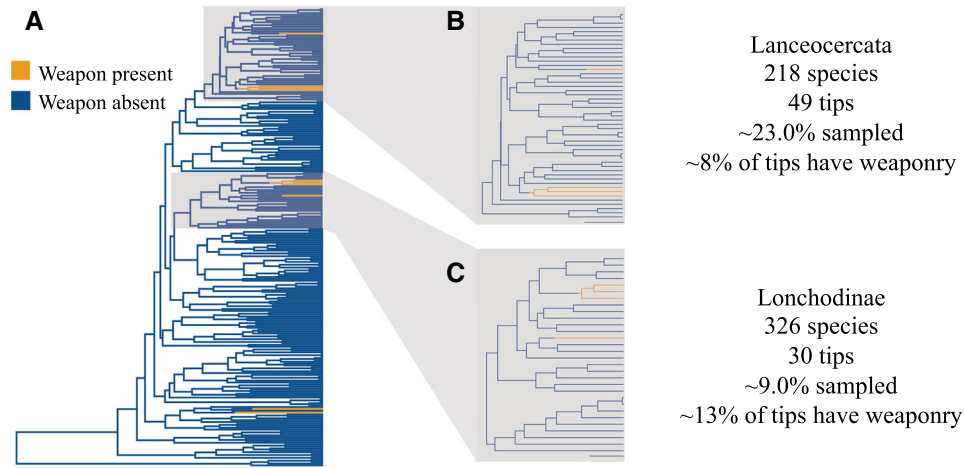 A
Weapon present
Weapon absent
B
Lanceocercata
218 species
49 tips
~23.0% sampled
~8% of tips have weaponry
C
Lonchodinae
326 species
30 tips
~9.0% sampled
~13% of tips have weaponry